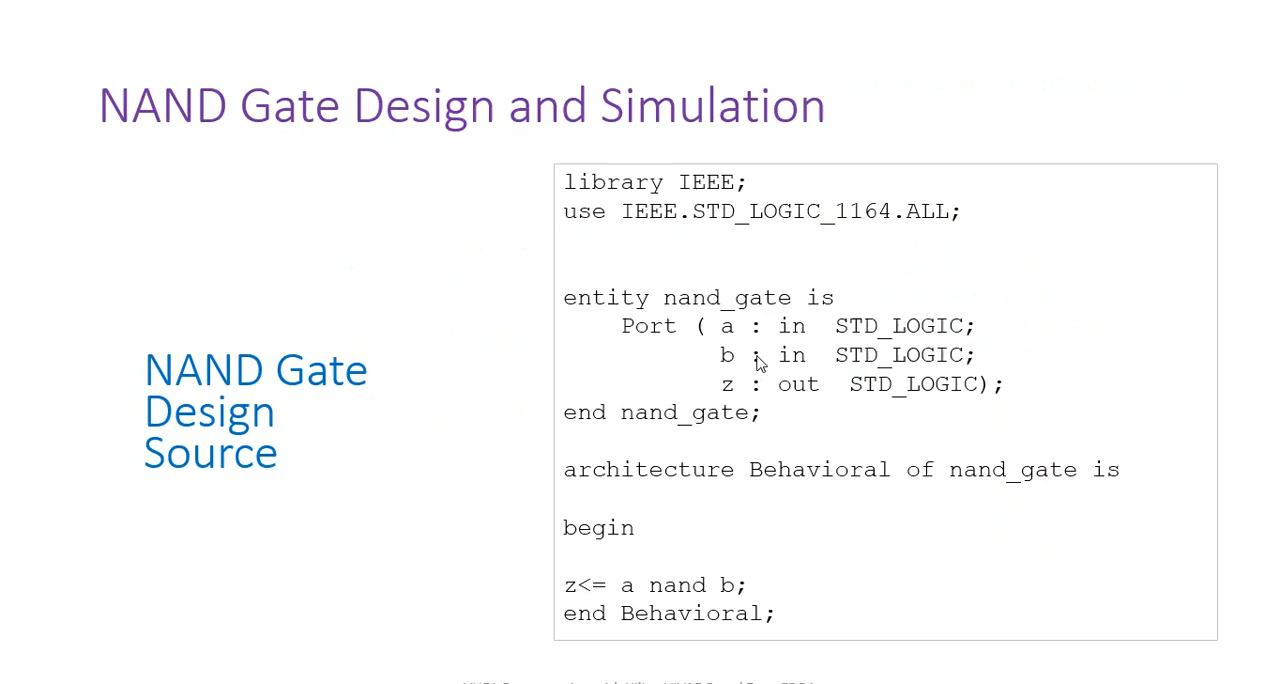 NAND Gate Design and Simulation
NAND Gate
Design
Source
library IEEE;
use IEEE.STD_LOGIC_1164.ALL;
entity nand_gate is
Port ( a : in  STD_LOGIC;
b : in  STD_LOGIC;
z : out  STD_LOGIC);
end nand_gate;
architecture Behavioral of nand_gate is
begin
z<= a nand b;
end Behavioral;